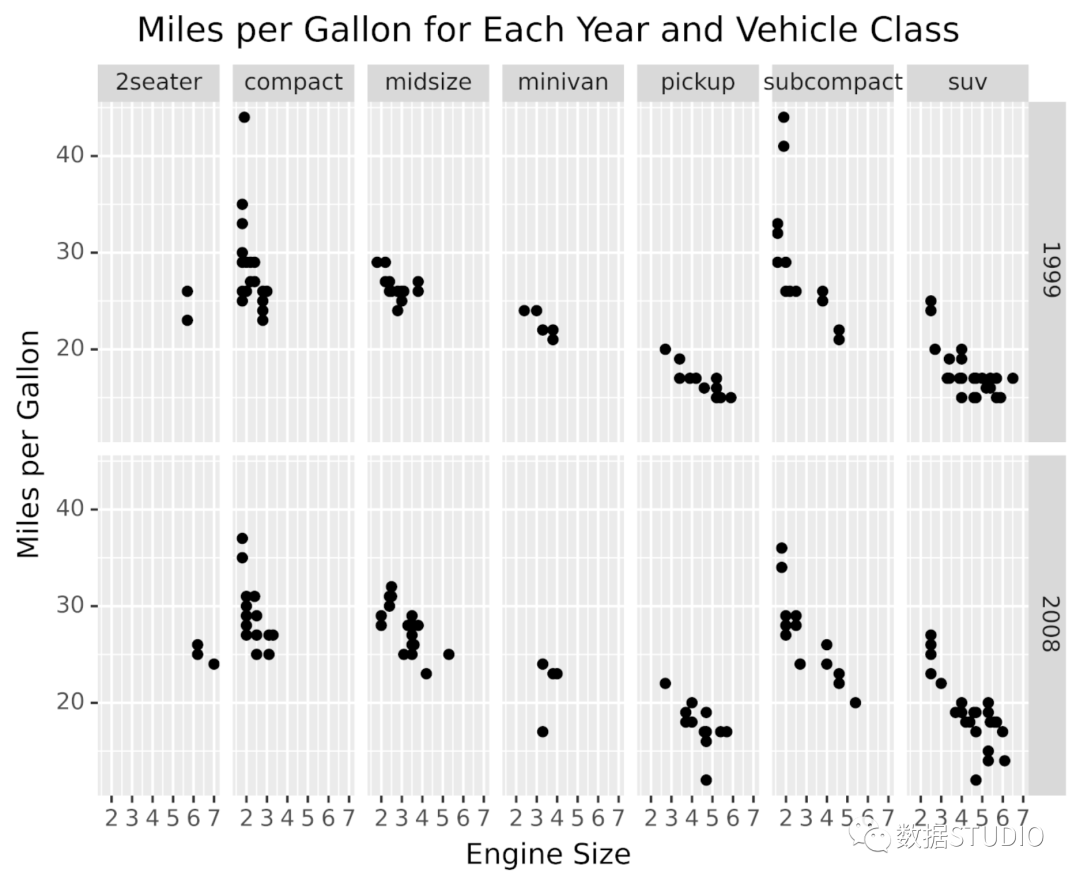 Miles per Gallon for Each Year and Vehicle Class
2seater compact midsize minivan pickup subcompact suv
Miles per Gallon
40
30
20
1999
40
30
20
2008
2 3 4 5 6 7 2 3 4 5 6 7 2 3 4 5 6 7 2 3 4 5 6 7 2 3 4 5 6 7 2 3 4 5 6 7 2 3 4 5 6 7
Engine Size
数据STUDIO